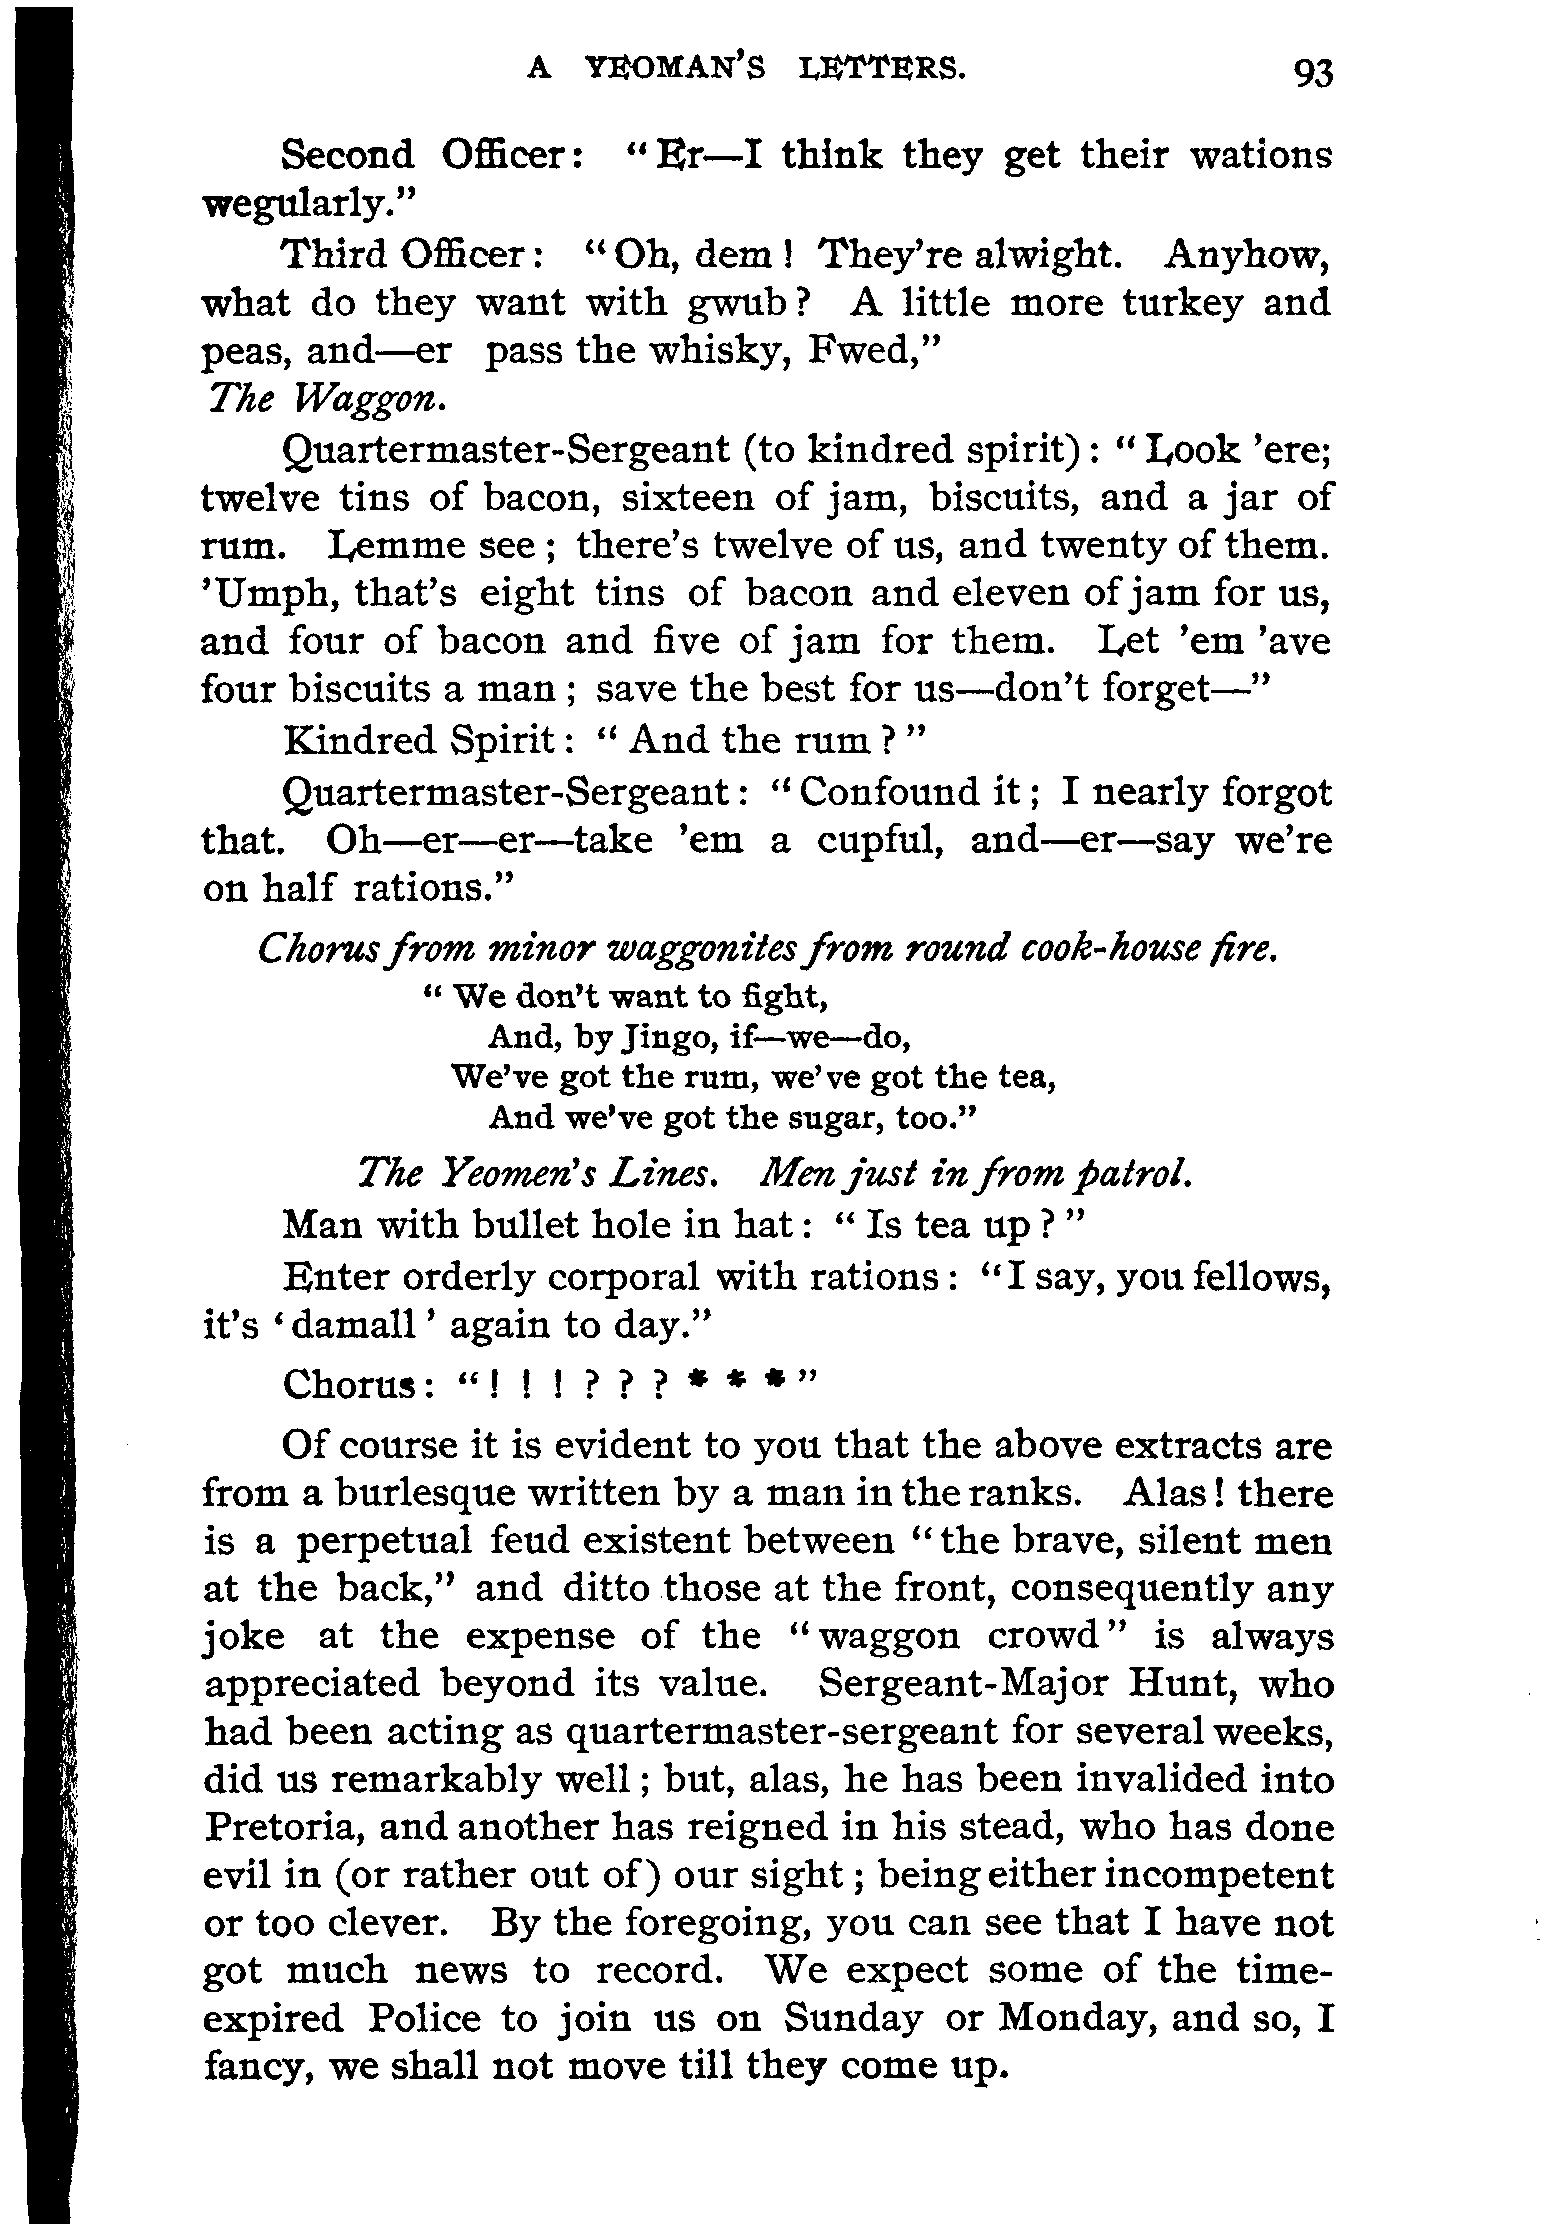 A YEOMAN'S LETTERS. 93
Second Officer: "Er—I think they get their wations
wegularly."
Third Officer: "Oh, dem! They're alwight. Anyhow,
what do they want with gwub? A little more turkey and
peas, and—er pass the whisky, Fwed,"
The Waggon.
Quartermaster-Sergeant (to kindred spirit): "Look 'ere;
twelve tins of bacon, sixteen of jam, biscuits, and a jar of
rum. Lemme see; there's twelve of us, and twenty of them.
'Umph, that's eight tins of bacon and eleven of jam for us,
and four of bacon and five of jam for them. Let 'em 'ave
four biscuits a man; save the best for us—don't forget—"
Kindred Spirit: "And the rum?"
Quartermaster-Sergeant: "Confound it; I nearly forgot
that. Oh—er—er—take 'em a cupful, and—er—say we're
on half rations."
Chorus from minor waggonites from round cook-house fire.
"We don't want to fight,
And, by Jingo, if—we—do,
We've got the rum, we've got the tea,
And we've got the sugar, too."
The Yeomen's Lines. Men just in from patrol.
Man with bullet hole in hat: "Is tea up?"
Enter orderly corporal with rations: "I say, you fellows,
it's 'damall' again to day."
Chorus: "! ! ! ? ? ? * * *"
Of course it is evident to you that the above extracts are
from a burlesque written by a man in the ranks. Alas! there
is a perpetual feud existent between "the brave, silent men
at the back," and ditto those at the front, consequently any
joke at the expense of the "waggon crowd" is always
appreciated beyond its value. Sergeant-Major Hunt, who
had been acting as quartermaster-sergeant for several weeks,
did us remarkably well; but, alas, he has been invalided into
Pretoria, and another has reigned in his stead, who has done
evil in (or rather out of) our sight; being either incompetent
or too clever. By the foregoing, you can see that I have not
got much news to record. We expect some of the time-
expired Police to join us on Sunday or Monday, and so, I
fancy, we shall not move till they come up.